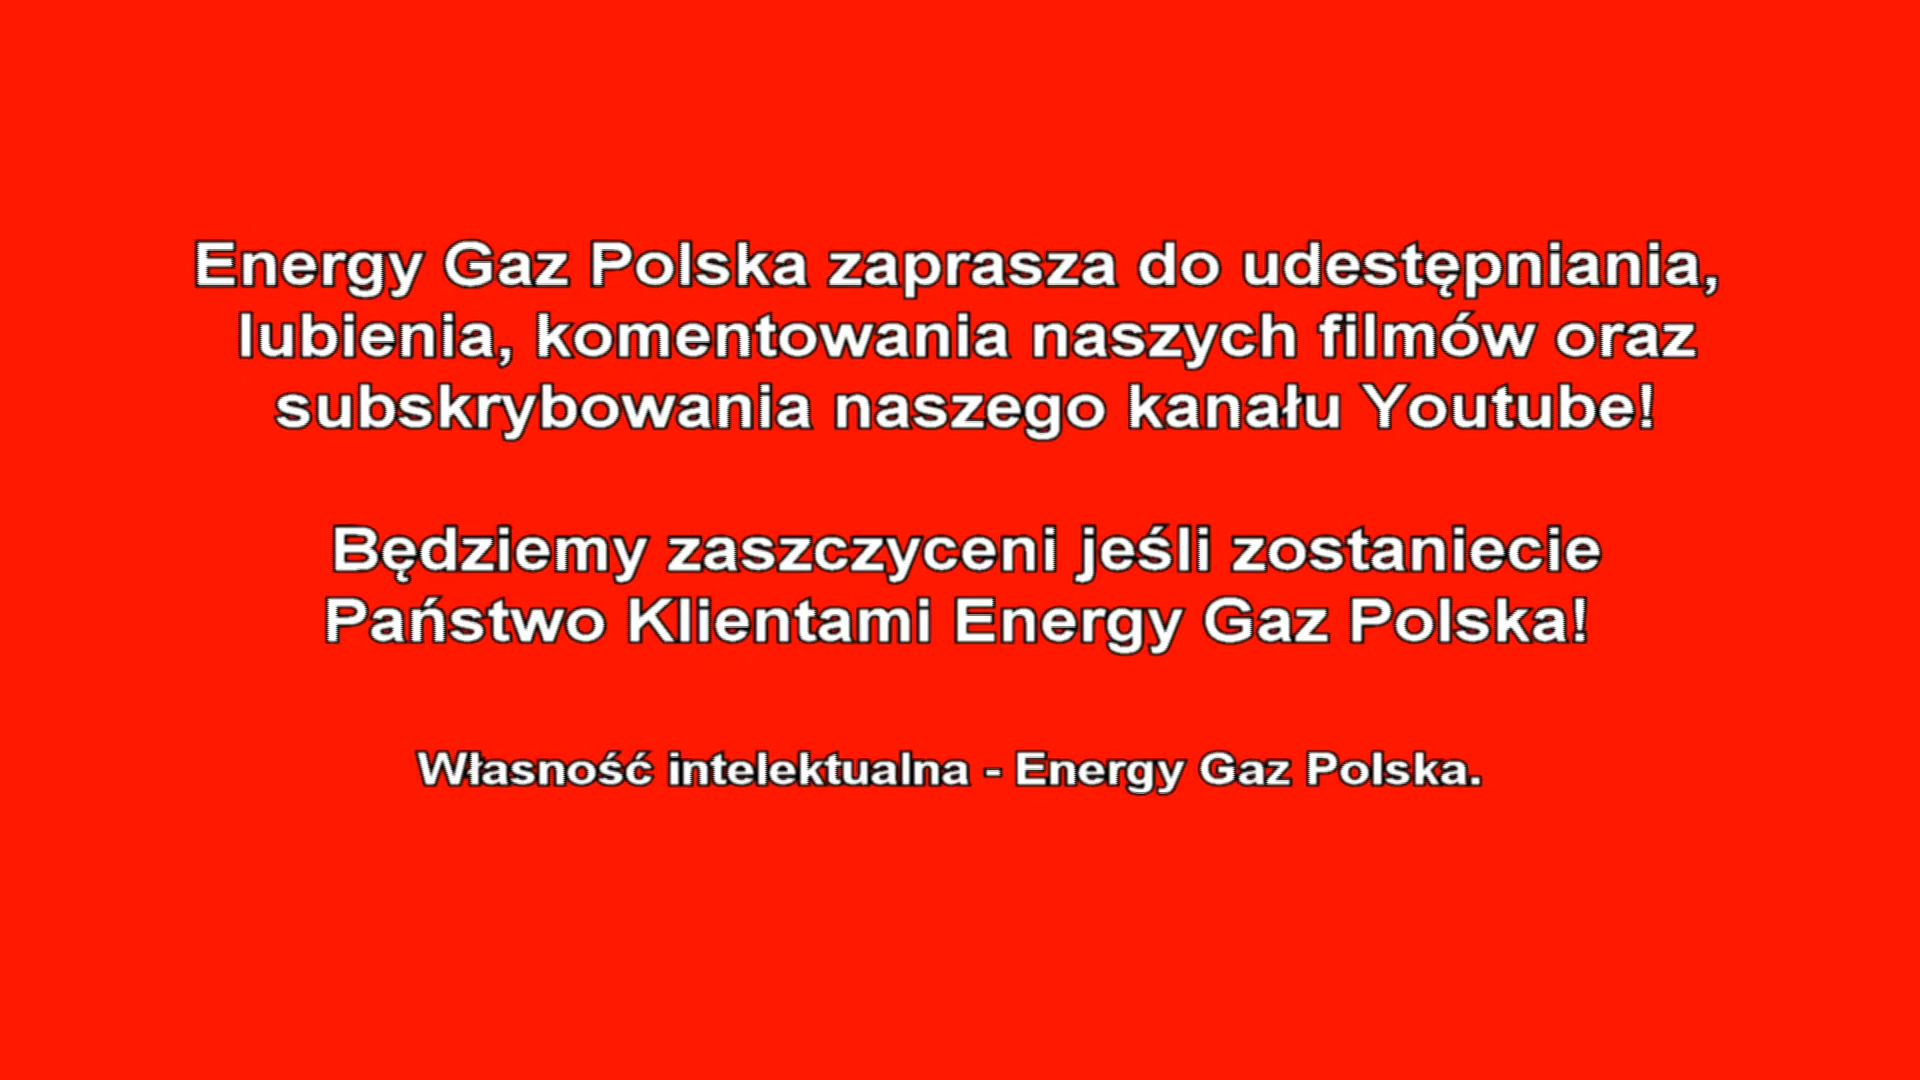 Energy Gaz Polska zaprasza do udestępniania,
lubienia, komentowania naszych filmów oraz
subskrybowania naszego kanału Youtube!
Będziemy zaszczyceni jeśli zostaniecie
Państwo Klientami Energy Gaz Polska!
Własność intelektualna - Energy Gaz Polska.